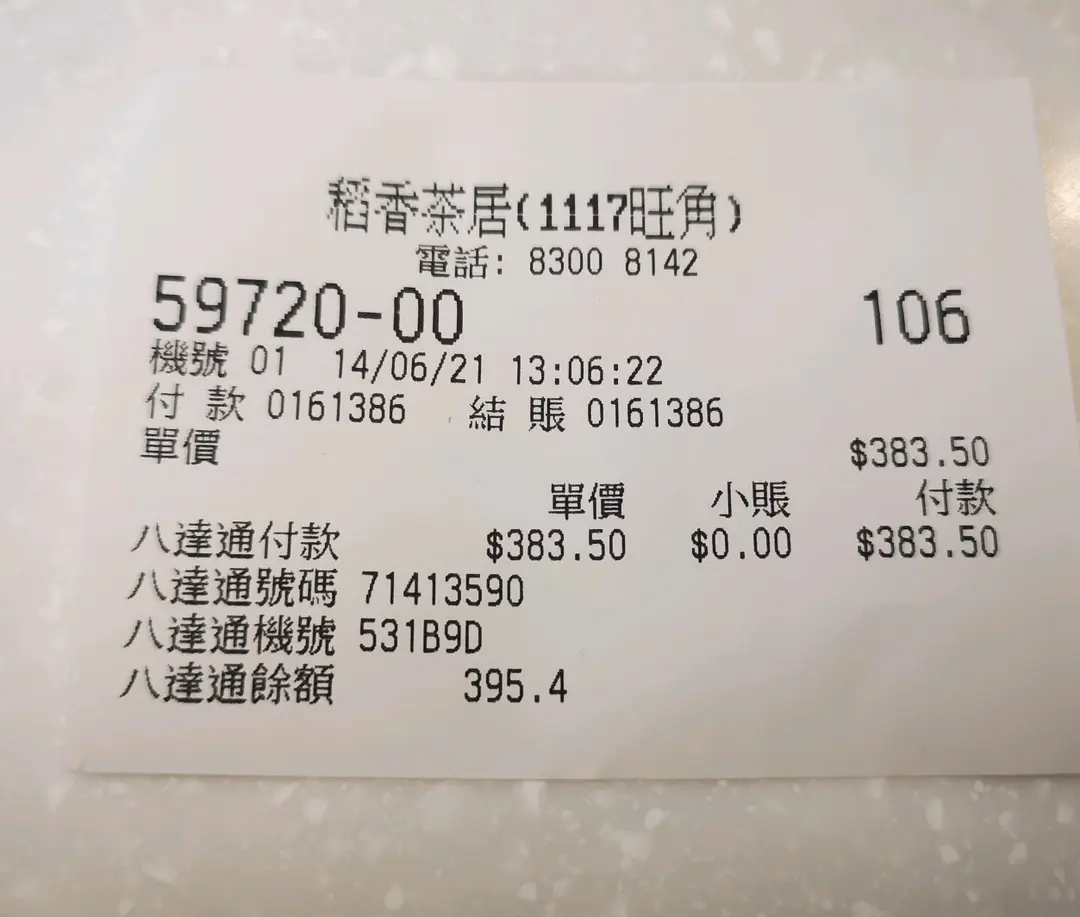 稻香茶居(1117旺角)
電話: 8300 8142
59720-00 106
機號 01 14/06/21 13:06:22
付 款 0161386 結 賬 0161386
單價 $383.50
單價 小賬 付款
八達通付款 $383.50 $0.00 $383.50
八達通號碼 71413590
八達通機號 531B9D
八達通餘額 395.4